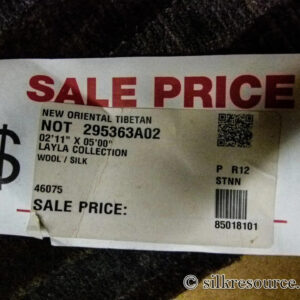 SALE PRICE
$
NEW ORIENTAL TIBETAN
NOT 295363A02
02'11" X 05'00"
LAYLA COLLECTION
WOOL / SILK
P R12
STNN
46075
SALE PRICE:
85018101
© silkresource.